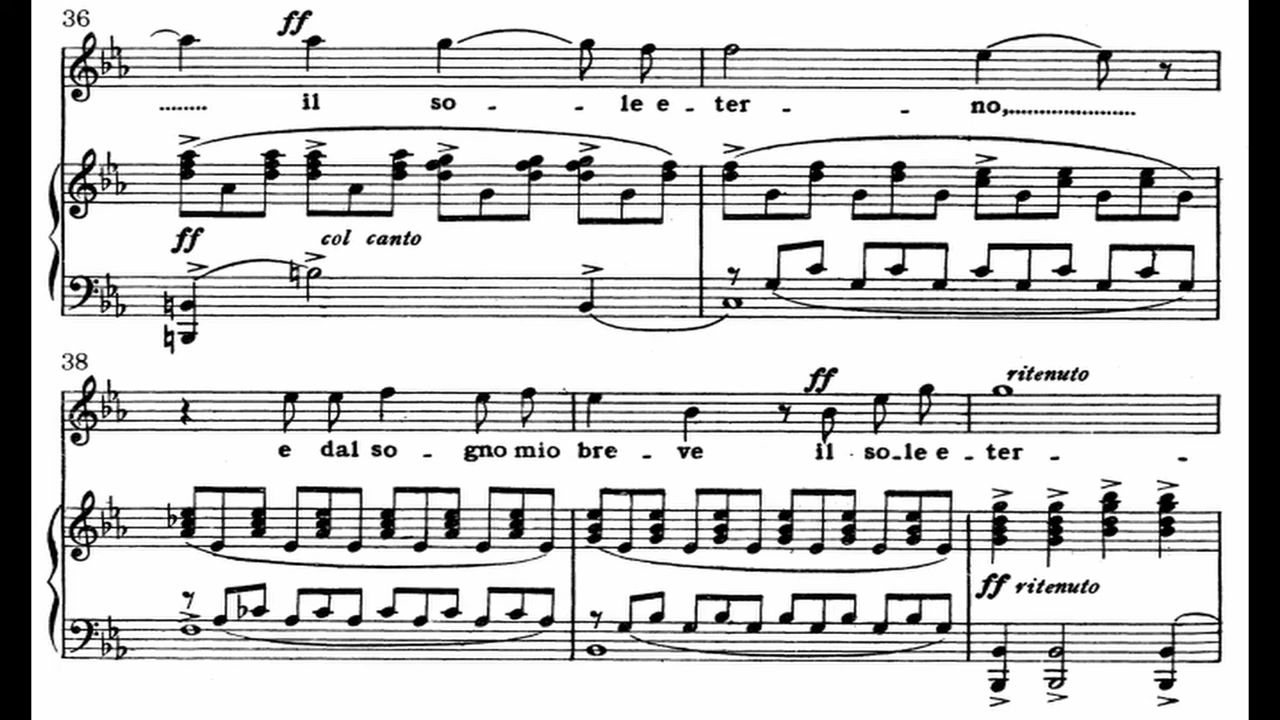 36
ff
........ il so - - le e - ter - - no,......................
ff col canto
38
ff ritenuto
e dal so - gno mio bre - ve il so - le e - ter - -
ff ritenuto